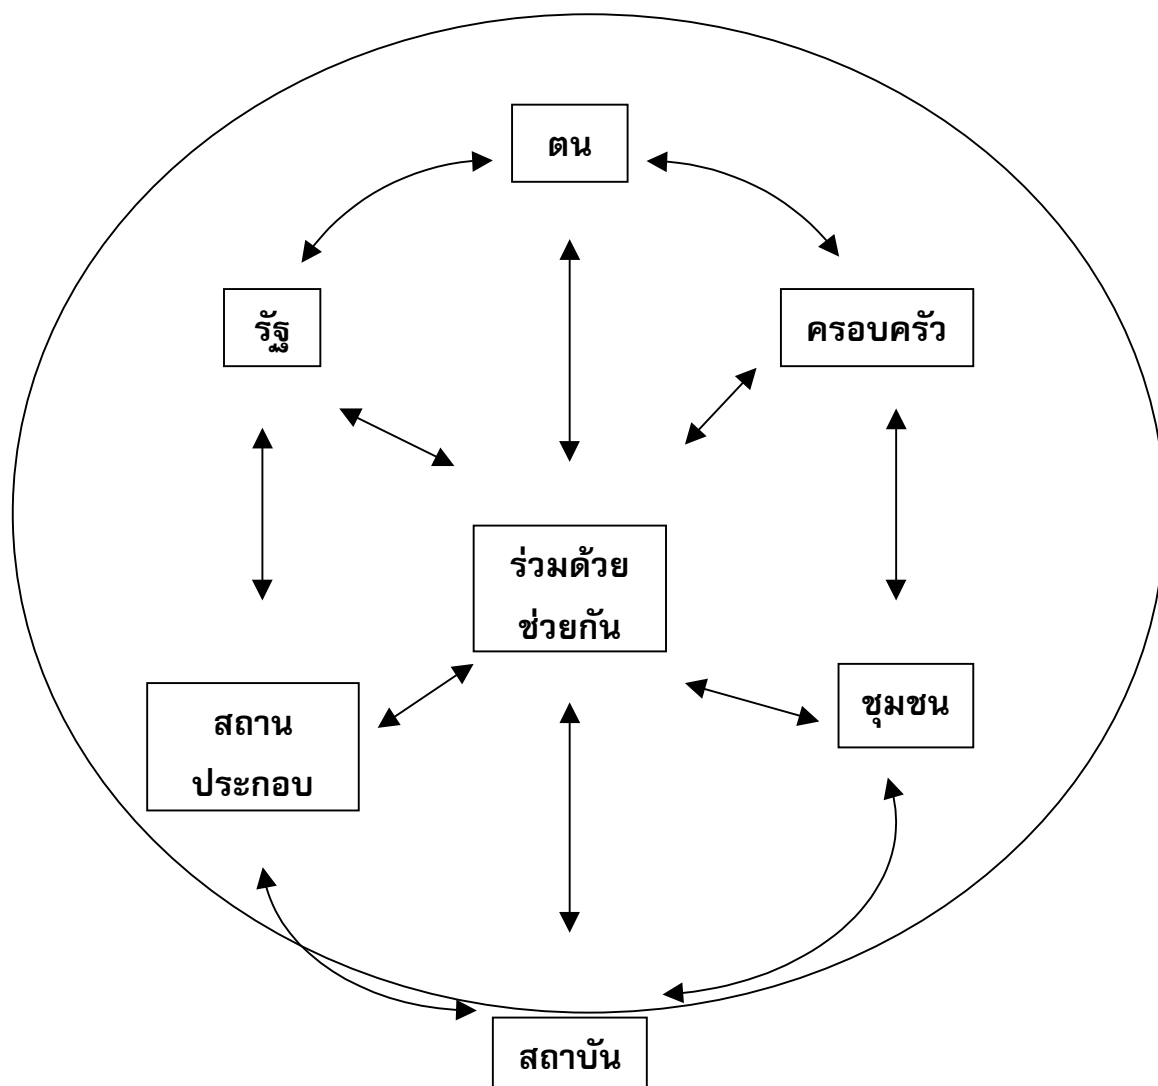 ตน
รัฐ
ครอบครัว
ร่วมด้วย
ช่วยกัน
สถาน
ประกอบ
ชุมชน
สถาบัน